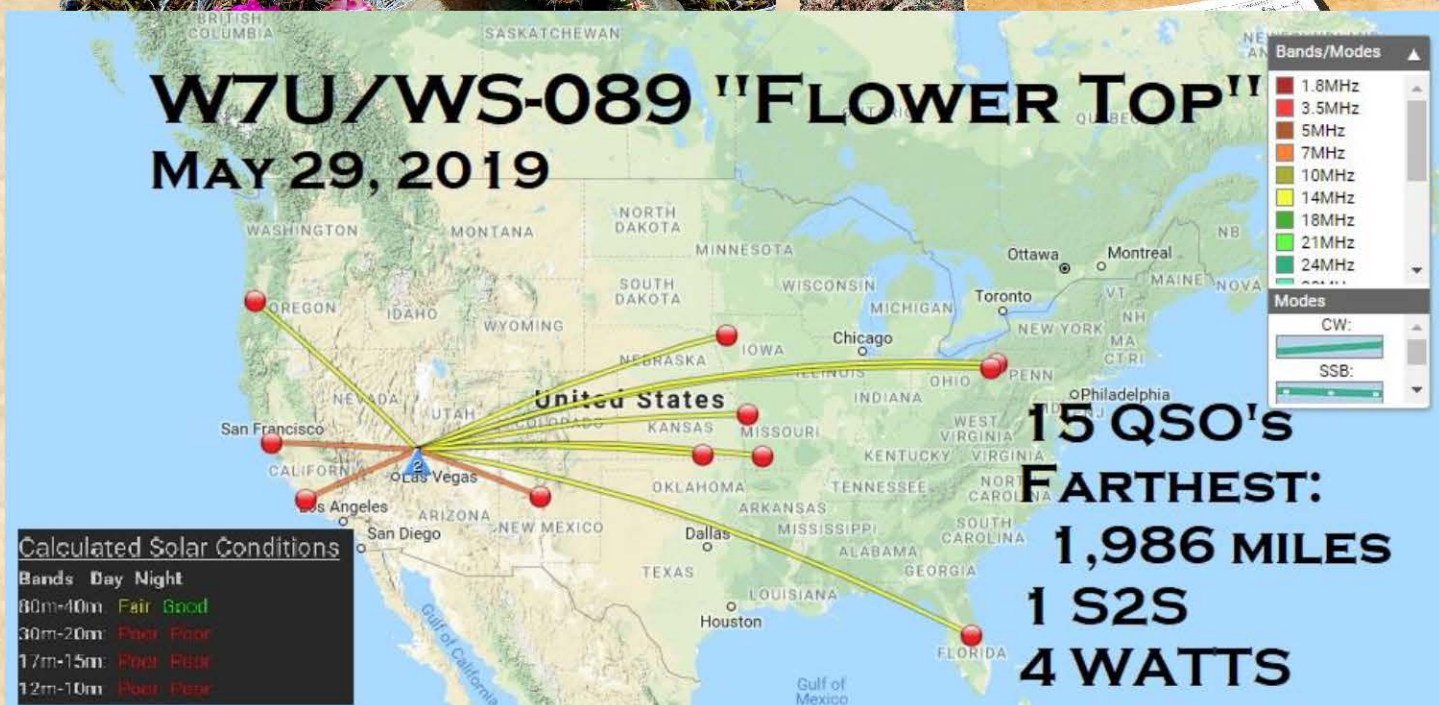 W7U/WS-089 "FLOWER TOP"
MAY 29, 2019
15 QSO's
FARTHEST:
1,986 MILES
1 S2S
4 WATTS
Bands/Modes
1.8MHz
3.5MHz
5MHz
7MHz
10MHz
14MHz
18MHz
21MHz
24MHz
Modes
CW:
SSB:
Calculated Solar Conditions
Bands Day Night
80m-40m: Fair Good
30m-20m: Poor Poor
17m-15m: Poor Poor
12m-10m: Poor Poor
BRITISH
COLUMBIA
SASKATCHEWAN
WASHINGTON
MONTANA
NORTH
DAKOTA
MINNESOTA
Ottawa
Montreal
NB
MAINE
NOVA
OREGON
IDAHO
WYOMING
SOUTH
DAKOTA
WISCONSIN
MICHIGAN
Toronto
VT
NH
NEW YORK
MA
CT RI
NEBRASKA
IOWA
Chicago
ILLINOIS
OHIO
PENN
Philadelphia
NEVADA
UTAH
COLORADO
United States
KANSAS
MISSOURI
INDIANA
WEST
VIRGINIA
KENTUCKY
VIRGINIA
NJ
San Francisco
CALIFORNIA
2
Las Vegas
OKLAHOMA
TENNESSEE
NORTH
CAROLINA
Los Angeles
ARIZONA
NEW MEXICO
ARKANSAS
San Diego
Dallas
MISSISSIPPI
SOUTH
CAROLINA
ALABAMA
TEXAS
GEORGIA
LOUISIANA
Houston
FLORIDA
Gulf of California
Gulf of
Mexico